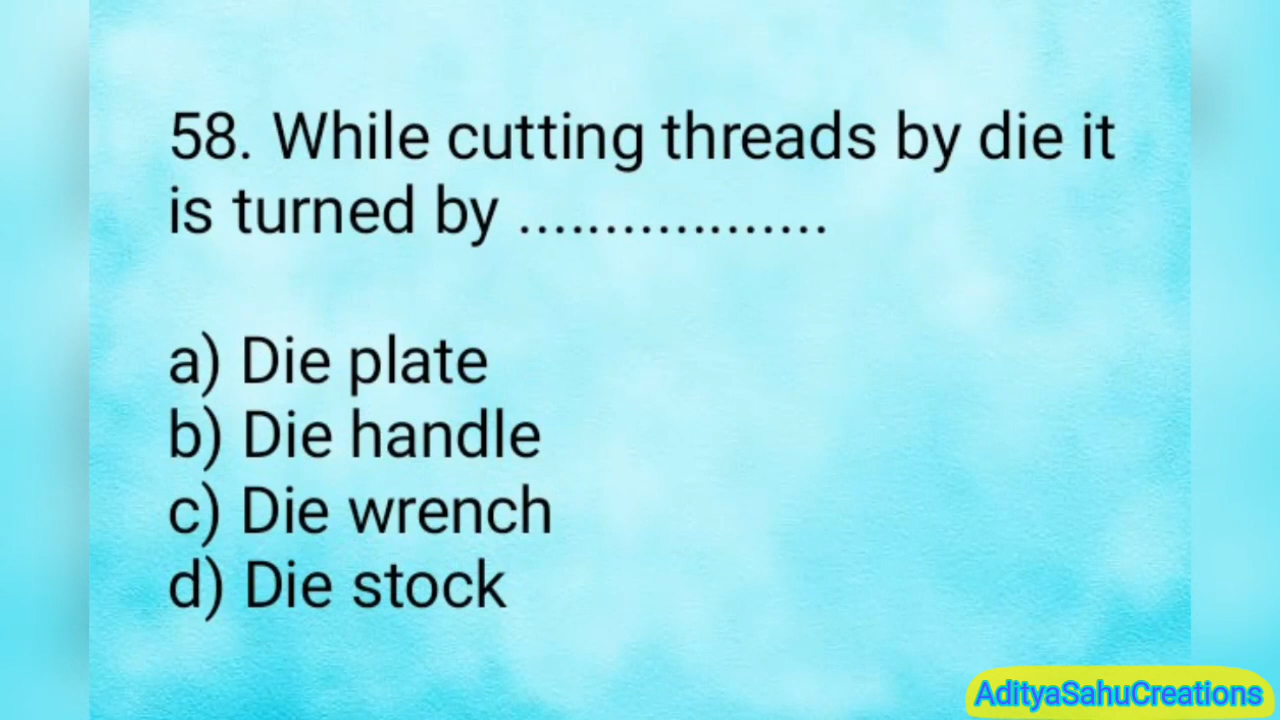 58. While cutting threads by die it
is turned by ..................
a) Die plate
b) Die handle
c) Die wrench
d) Die stock
AdityaSahuCreations